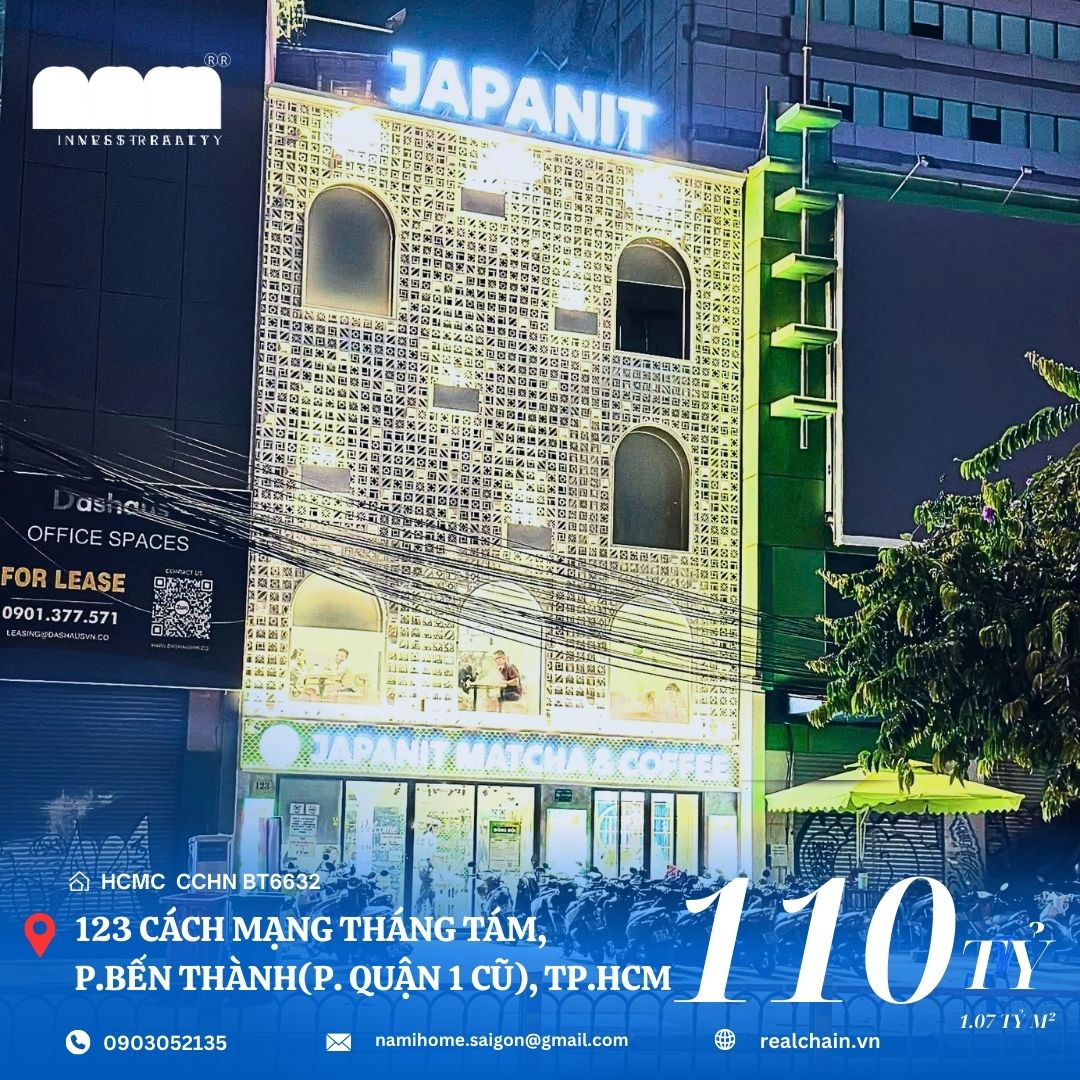 JAPANIT
Dashaus
OFFICE SPACES
FOR LEASE
0901.377.571
LEASING@DASHAUSVN.CO
CONTACT US
JAPANIT MATCHA & COFFEE
123
HCMC CCHN BT6632
123 CÁCH MẠNG THÁNG TÁM,
P.BẾN THÀNH(P. QUẬN 1 CŨ), TP.HCM
110 TỶ
1.07 TỶ/M²
0903052135
namihome.saigon@gmail.com
realchain.vn